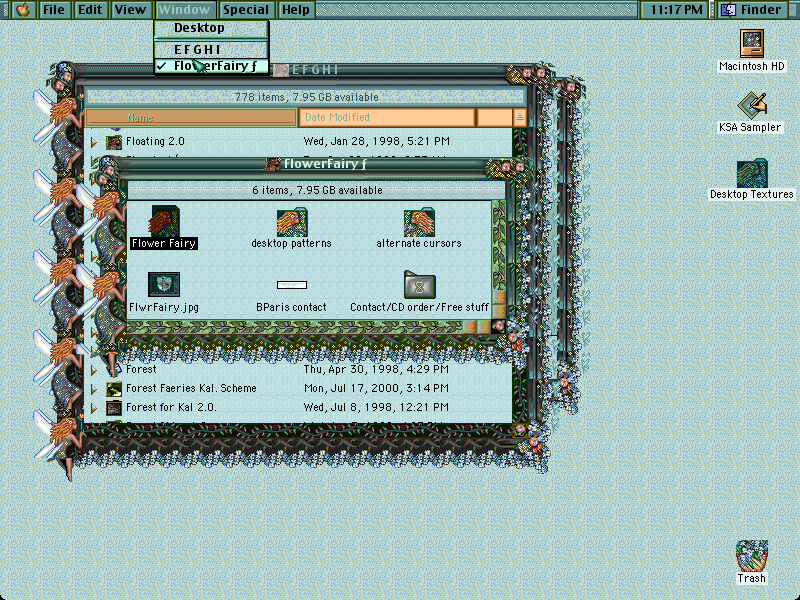 File Edit View Window Special Help 11:17 PM Finder
Desktop
E F G H I
✓ FlowerFairy ƒ
E F G H I
778 items, 7.95 GB available
Name Date Modified
Floating 2.0 Wed, Jan 28, 1998, 5:21 PM
FlowerFairy ƒ
6 items, 7.95 GB available
Flower Fairy desktop patterns alternate cursors
FlwrFairy.jpg BParis contact Contact/CD order/Free stuff
Forest Thu, Apr 30, 1998, 4:29 PM
Forest Faeries Kal. Scheme Mon, Jul 17, 2000, 3:14 PM
Forest for Kal 2.0. Wed, Jul 8, 1998, 12:21 PM
Macintosh HD
KSA Sampler
Desktop Textures
Trash